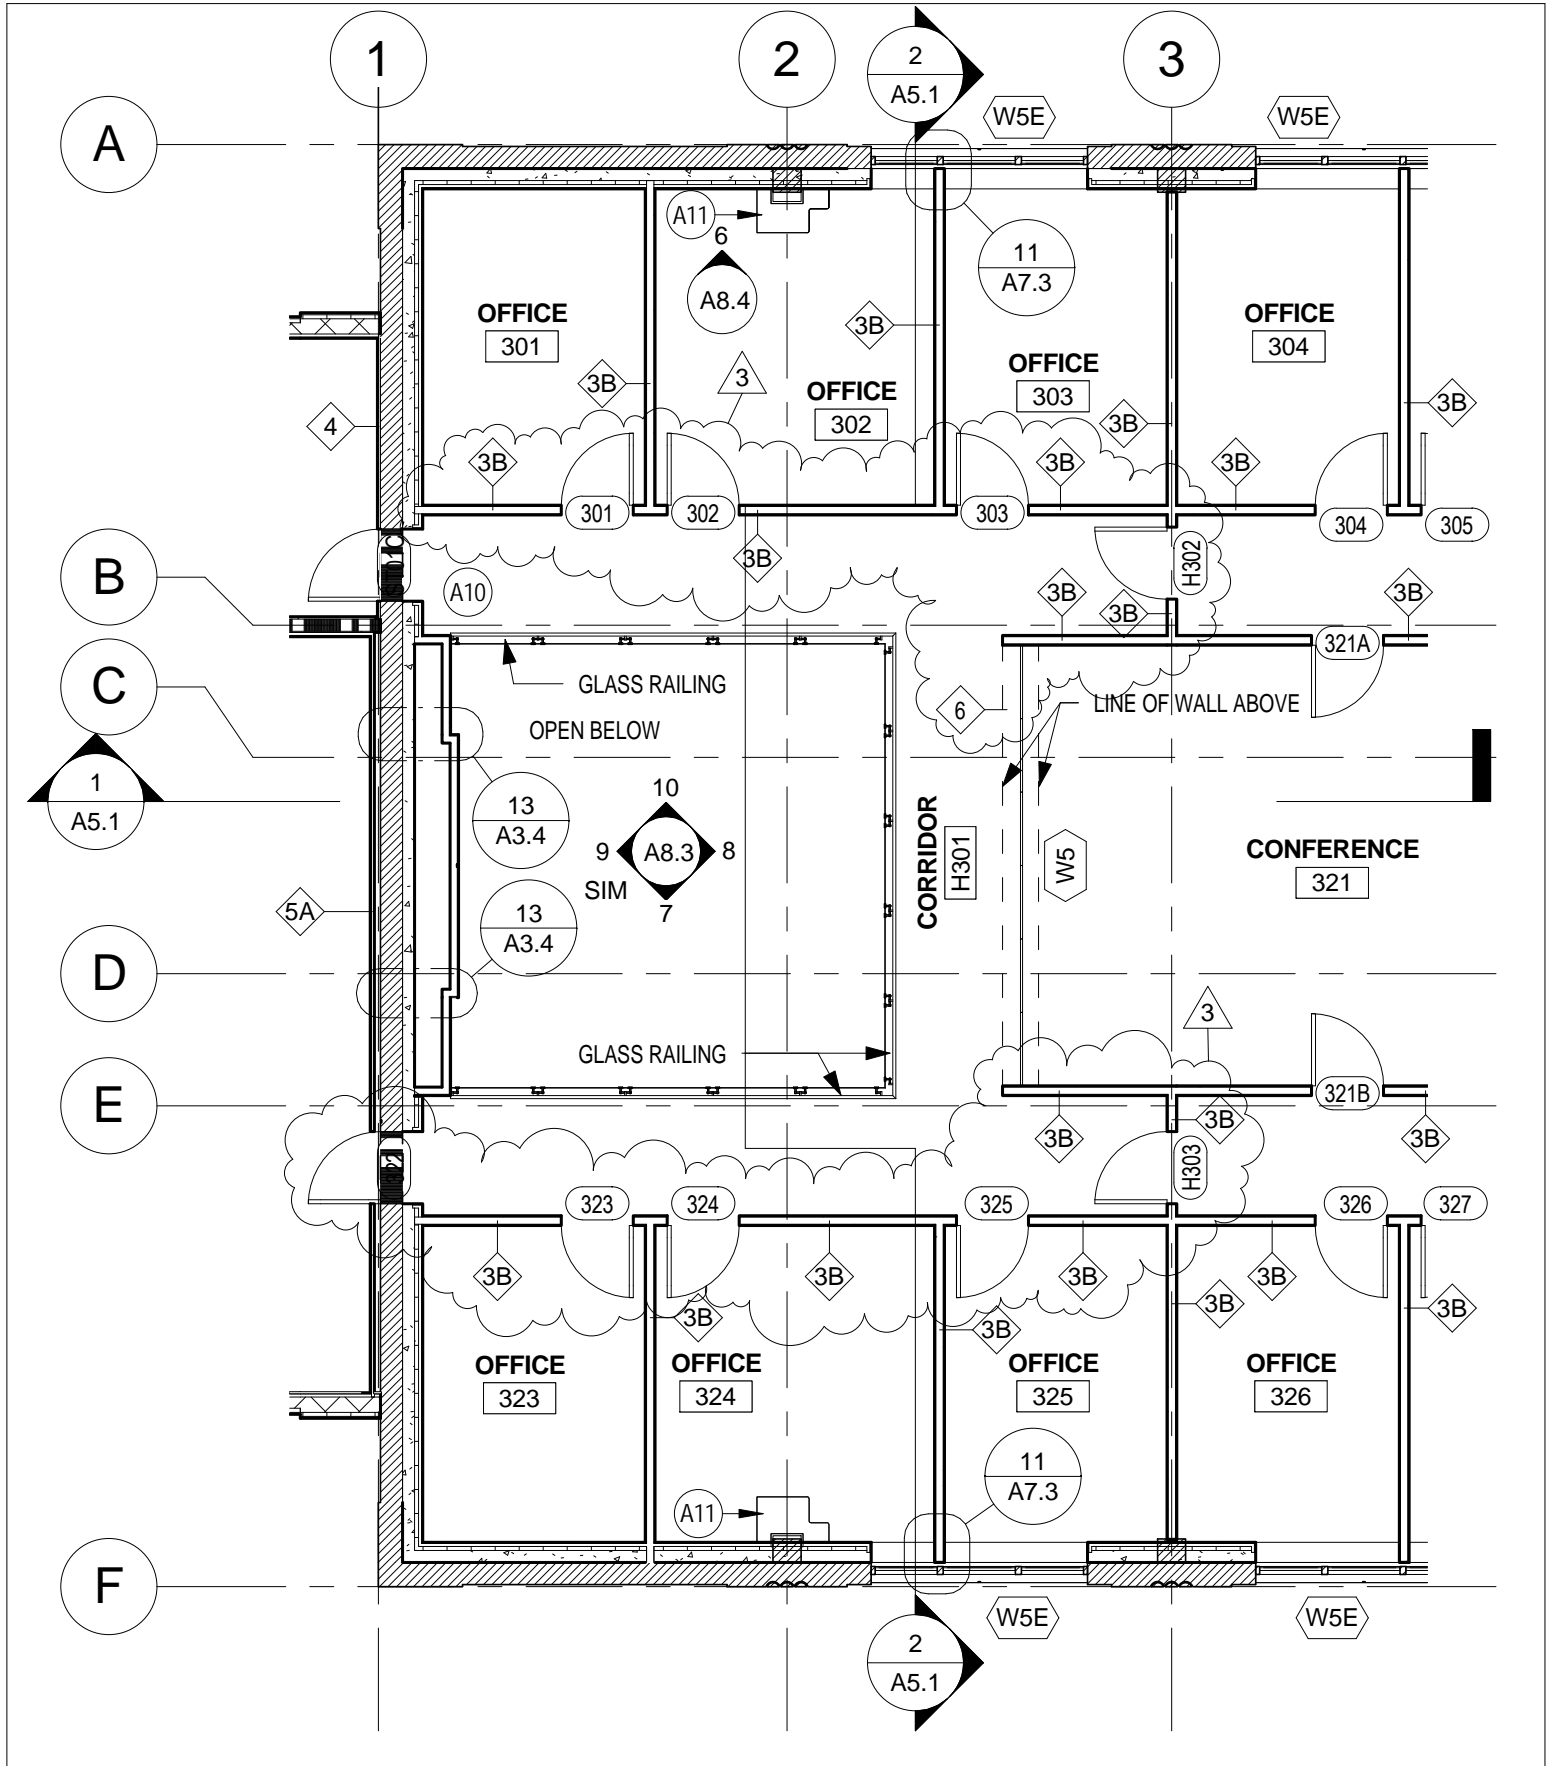 1
2
3
2
A5.1
W5E
W5E
A
A11
6
A8.4
11
A7.3
OFFICE
301
OFFICE
302
OFFICE
303
OFFICE
304
3B
3B
3
3B
3B
4
3B
3B
3B
301
302
303
304
305
3B
H302
B
A10
3B
3B
3B
321A
C
GLASS RAILING
OPEN BELOW
6
LINE OF WALL ABOVE
1
A5.1
13
A3.4
10
9
A8.3
8
SIM
7
CORRIDOR
H301
W5
CONFERENCE
321
5A
13
A3.4
D
3
GLASS RAILING
E
321B
3B
3B
3B
H303
323
324
325
326
327
3B
3B
3B
3B
3B
3B
3B
3B
OFFICE
323
OFFICE
324
OFFICE
325
OFFICE
326
11
A7.3
A11
F
W5E
W5E
2
A5.1